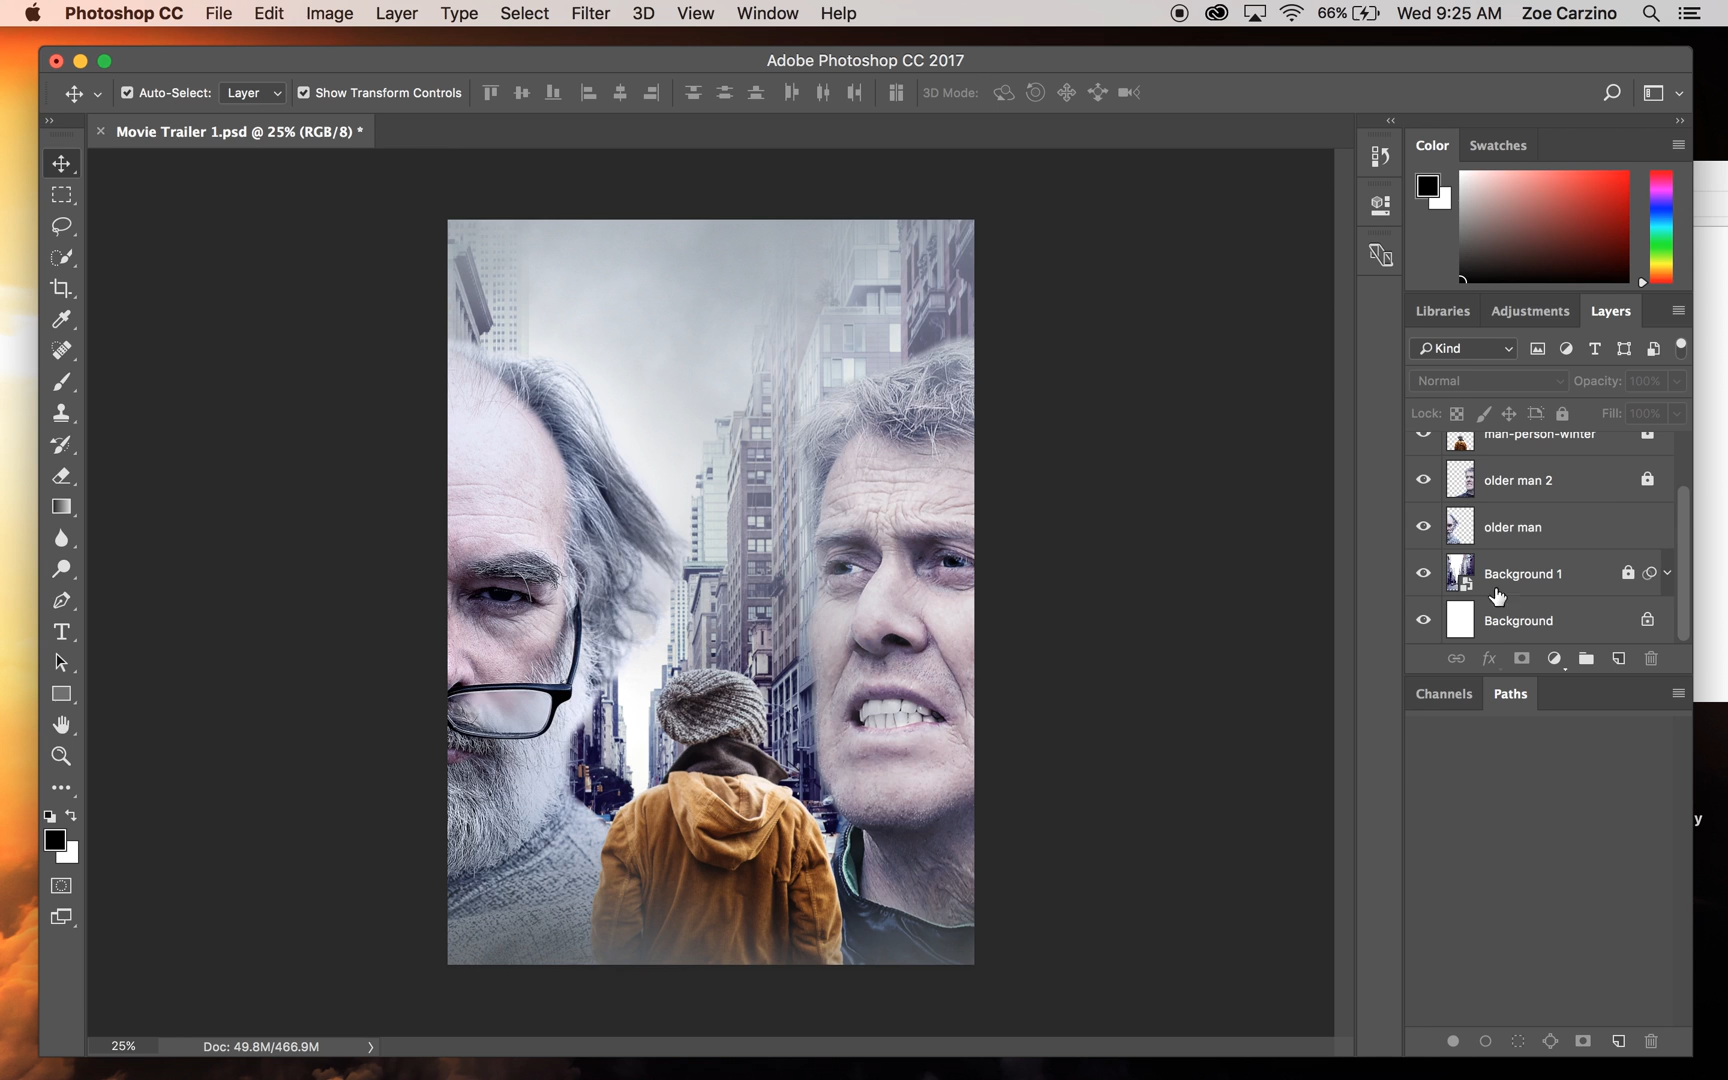 Photoshop CC File Edit Image Layer Type Select Filter 3D View Window Help 66% Wed 9:25 AM Zoe Carzino
Adobe Photoshop CC 2017
Auto-Select: Layer Show Transform Controls 3D Mode:
Movie Trailer 1.psd @ 25% (RGB/8) *
Color Swatches
Libraries Adjustments Layers
Kind
Normal Opacity: 100%
Lock: Fill: 100%
man-person-winter
older man 2
older man
Background 1
Background
fx
Channels Paths
y
25% Doc: 49.8M/466.9M